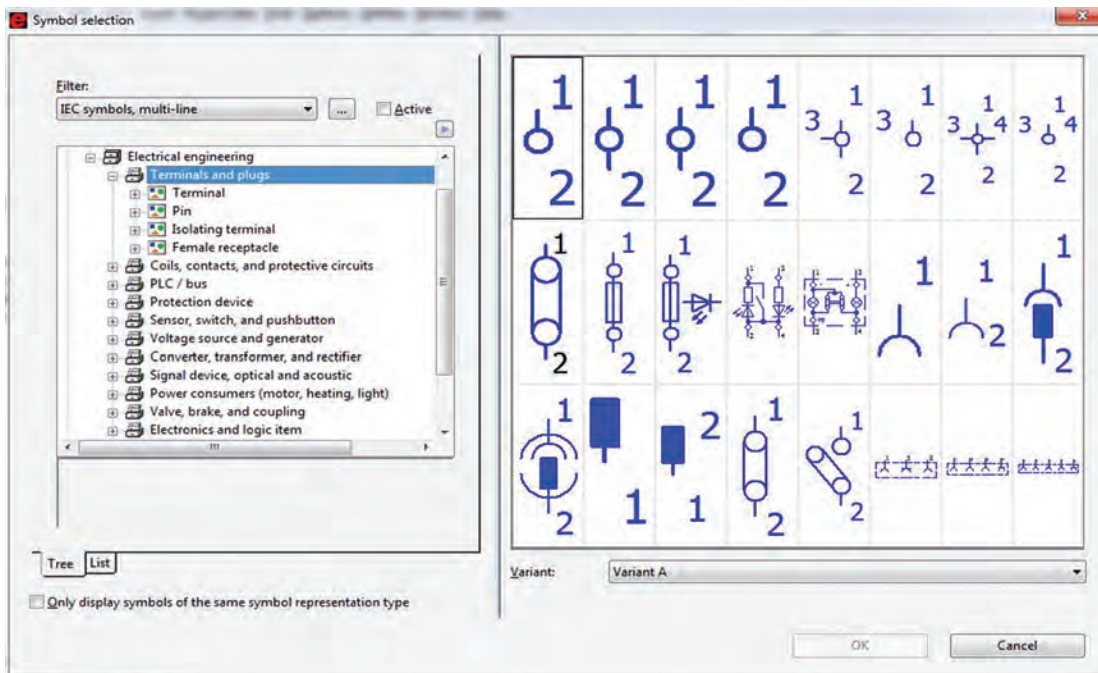 Symbol selection
Filter:
IEC symbols, multi-line
...
Active
Electrical engineering
Terminals and plugs
Terminal
Pin
Isolating terminal
Female receptacle
Coils, contacts, and protective circuits
PLC / bus
Protection device
Sensor, switch, and pushbutton
Voltage source and generator
Converter, transformer, and rectifier
Signal device, optical and acoustic
Power consumers (motor, heating, light)
Valve, brake, and coupling
Electronics and logic item
Tree
List
Only display symbols of the same symbol representation type
1 1 1 1 3 1 3 1 3 1 4 3 1 4
2 2 2 2 2 2 2 2
1 1 1 1 1 1
2 2 2 2 2
1 2 1 1
2 1 1 2 2
Variant:
Variant A
OK
Cancel